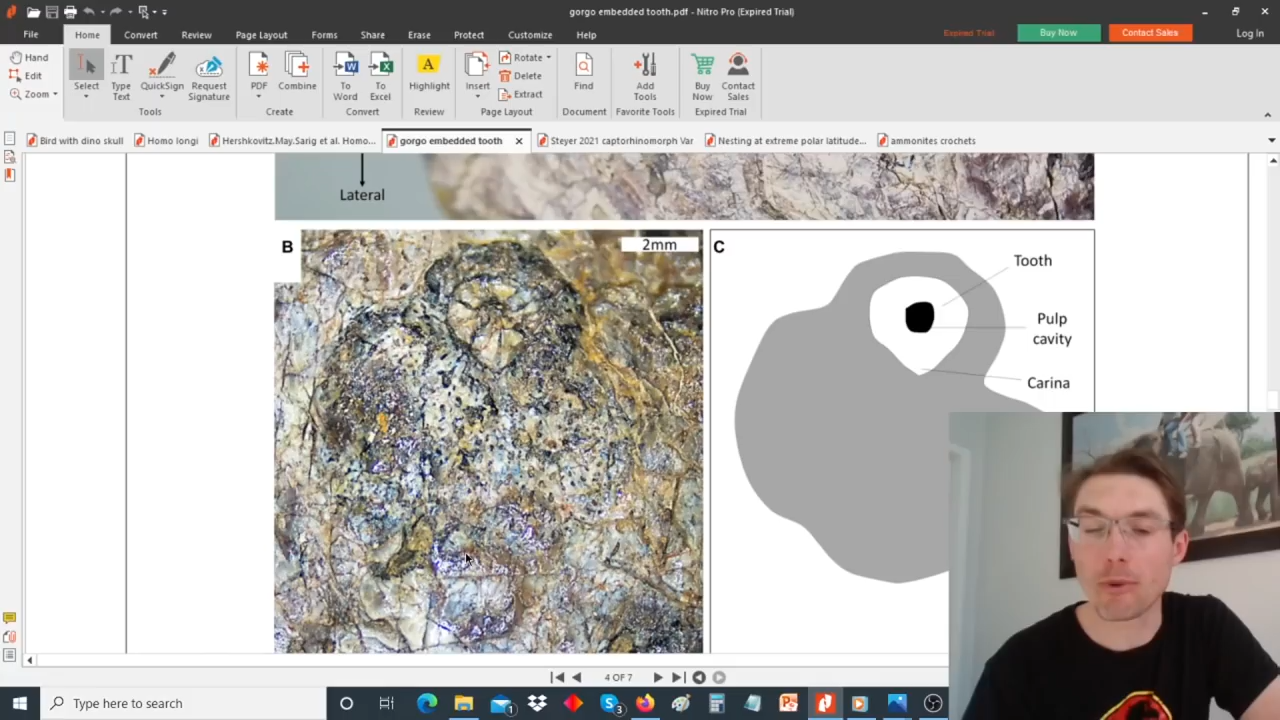 gorgo embedded tooth.pdf - Nitro Pro (Expired Trial)
File Home Convert Review Page Layout Forms Share Erase Protect Customize Help Expired Trial Buy Now Contact Sales Log In
Hand
Edit
Zoom
Select
Type Text
QuickSign
Request Signature
Tools
PDF
Combine
Create
To Word
To Excel
Convert
Highlight
Review
Insert
Rotate
Delete
Extract
Page Layout
Find
Document
Add Tools
Favorite Tools
Buy Now
Contact Sales
Expired Trial
Bird with dino skull Homo longi Hershkovitz.May.Sarig et al. Homo... gorgo embedded tooth Steyer 2021 captorhinomorph Var Nesting at extreme polar latitude... ammonites crochets
Lateral
B
2mm
C
Tooth
Pulp
cavity
Carina
4 OF 7
Type here to search
1
3